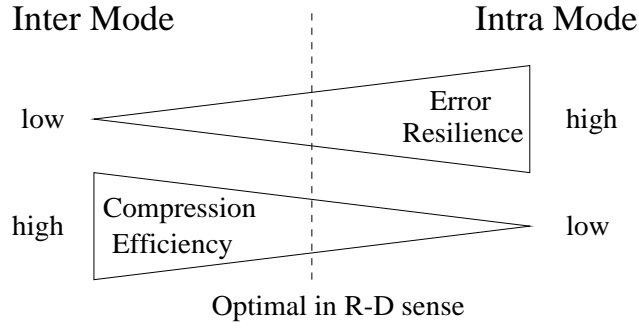 Inter Mode
Intra Mode
low
Error
Resilience
high
high
Compression
Efficiency
low
Optimal in R-D sense